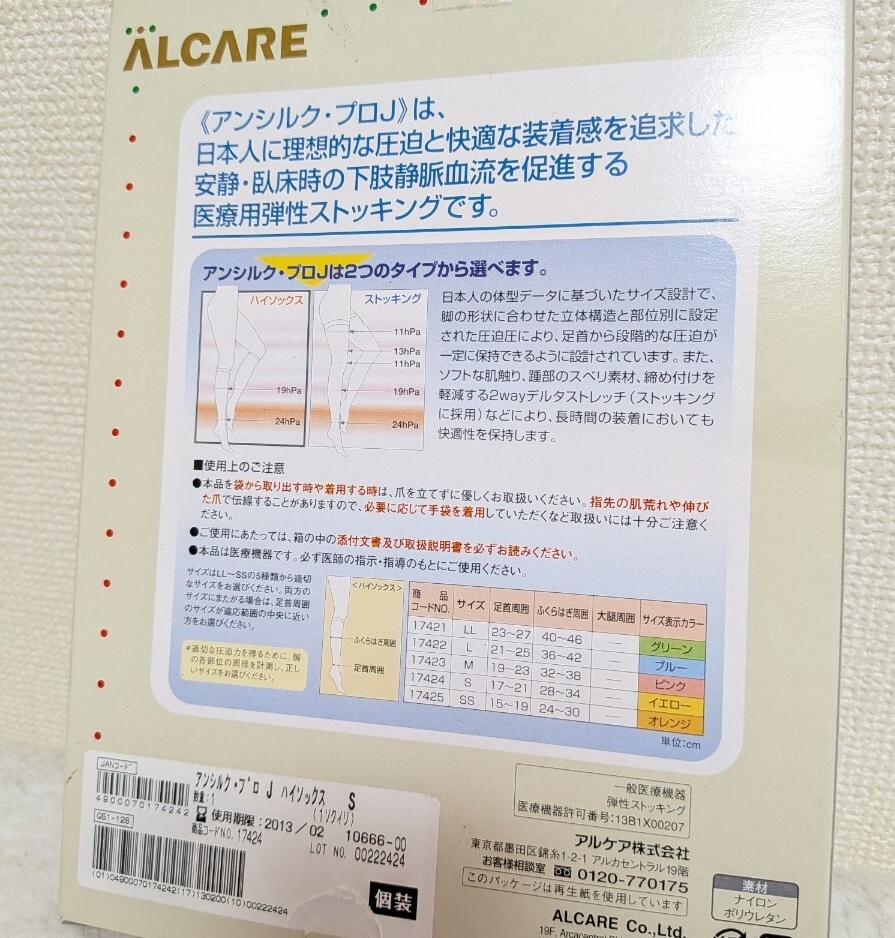 ALCARE
《アンシルク・プロJ》は、
日本人に理想的な圧迫と快適な装着感を追求した
安静・臥床時の下肢静脈血流を促進する
医療用弾性ストッキングです。
アンシルク・プロJは2つのタイプから選べます。
ハイソックス
19hPa
24hPa
ストッキング
11hPa
13hPa
11hPa
19hPa
24hPa
日本人の体型データに基づいたサイズ設計で、
脚の形状に合わせた立体構造と部位別に設定
された圧迫圧により、足首から段階的な圧迫が
一定に保持できるように設計されています。また、
ソフトな肌触り、踵部のスベリ素材、締め付けを
軽減する2wayデルタストレッチ(ストッキング
に採用)などにより、長時間の装着においても
快適性を保持します。
■使用上のご注意
●本品を袋から取り出す時や着用する時は、爪を立てずに優しくお取扱いください。指先の肌荒れや伸び
た爪で伝線することがありますので、必要に応じて手袋を着用していただくなど取扱いには十分ご注意く
ださい。
●ご使用にあたっては、箱の中の添付文書及び取扱説明書を必ずお読みください。
●本品は医療機器です。必ず医師の指示・指導のもとにご使用ください。
サイズはLL〜SSの5種類から適切
なサイズをお選びください。両方の
サイズにまたがる場合は、足首周囲
のサイズが適応範囲の中央に近い
方をお選びください。
*適切な圧迫力を得るために、脚
の各部位の周径を計測し、正し
いサイズをお選びください。
<ハイソックス>
ふくらはぎ周囲
足首周囲
商品コードNO. サイズ 足首周囲 ふくらはぎ周囲 大腿周囲 サイズ表示カラー
17421 LL 23〜27 40〜46 — グリーン
17422 L 21〜25 36〜42 — ブルー
17423 M 19〜23 32〜38 — ピンク
17424 S 17〜21 28〜34 — イエロー
17425 SS 15〜19 24〜30 — オレンジ
単位:cm
JANコード
4900070174242
アンシルク・プロ J ハイソックス S
数量:1 (1ソクイリ)
使用期限:2013/02 10666-00
商品コードNO.17424 LOT NO. 00222424
GS1-128
(01)04900070174242(17)130200(10)00222424
個装
一般医療機器
弾性ストッキング
医療機器許可番号:13B1X00207
アルケア株式会社
東京都墨田区錦糸1-2-1 アルカセントラル19階
お客様相談室 0120-770175
このパッケージは再生紙を使用しています
ALCARE Co.,Ltd.
19F, Arcacentral
素材
ナイロン
ポリウレタン